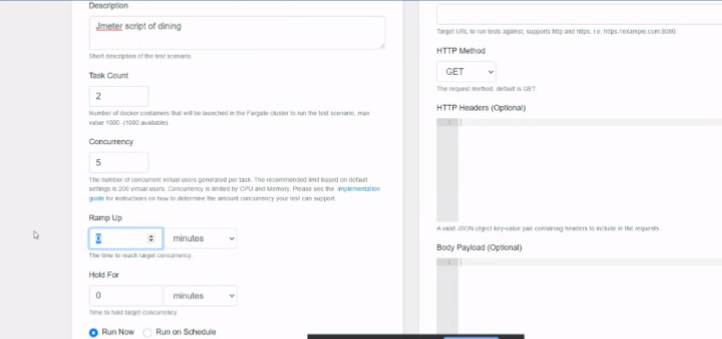 Description
Jmeter script of dining
Short description of the test scenario.
Task Count
2
Number of docker containers that will be launched in the Fargate cluster to run the test scenario, max
value 1000. (1000 available)
Concurrency
5
The number of concurrent virtual users generated per task. The recommended limit based on default
settings is 200 virtual users. Concurrency is limited by CPU and Memory. Please see the implementation
guide for instructions on how to determine the amount concurrency your test can support.
Ramp Up
0 minutes
The time to reach target concurrency.
Hold For
0 minutes
Time to hold target concurrency
Run Now Run on Schedule
Target URL to run tests against, supports http and https. i.e. https://example.com:8080
HTTP Method
GET
The request method, default is GET
HTTP Headers (Optional)
1
A valid JSON object key-value pair containing headers to include in the requests.
Body Payload (Optional)
1